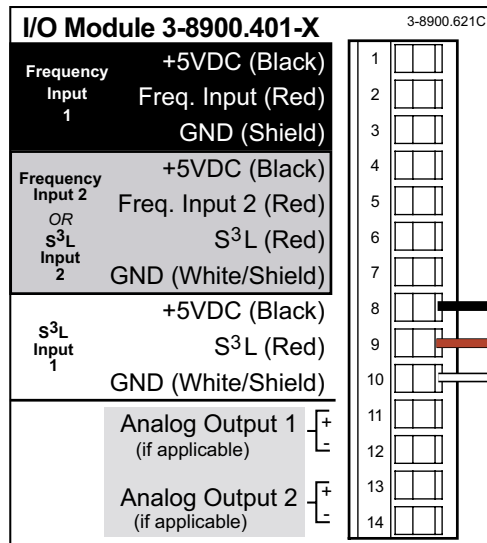 I/O Module 3-8900.401-X
3-8900.621C
Frequency
Input
1
+5VDC (Black)
Freq. Input (Red)
GND (Shield)
Frequency
Input 2
OR
S³L
Input
2
+5VDC (Black)
Freq. Input 2 (Red)
S³L (Red)
GND (White/Shield)
S³L
Input
1
+5VDC (Black)
S³L (Red)
GND (White/Shield)
Analog Output 1
(if applicable)
+
-
Analog Output 2
(if applicable)
+
-
1
2
3
4
5
6
7
8
9
10
11
12
13
14